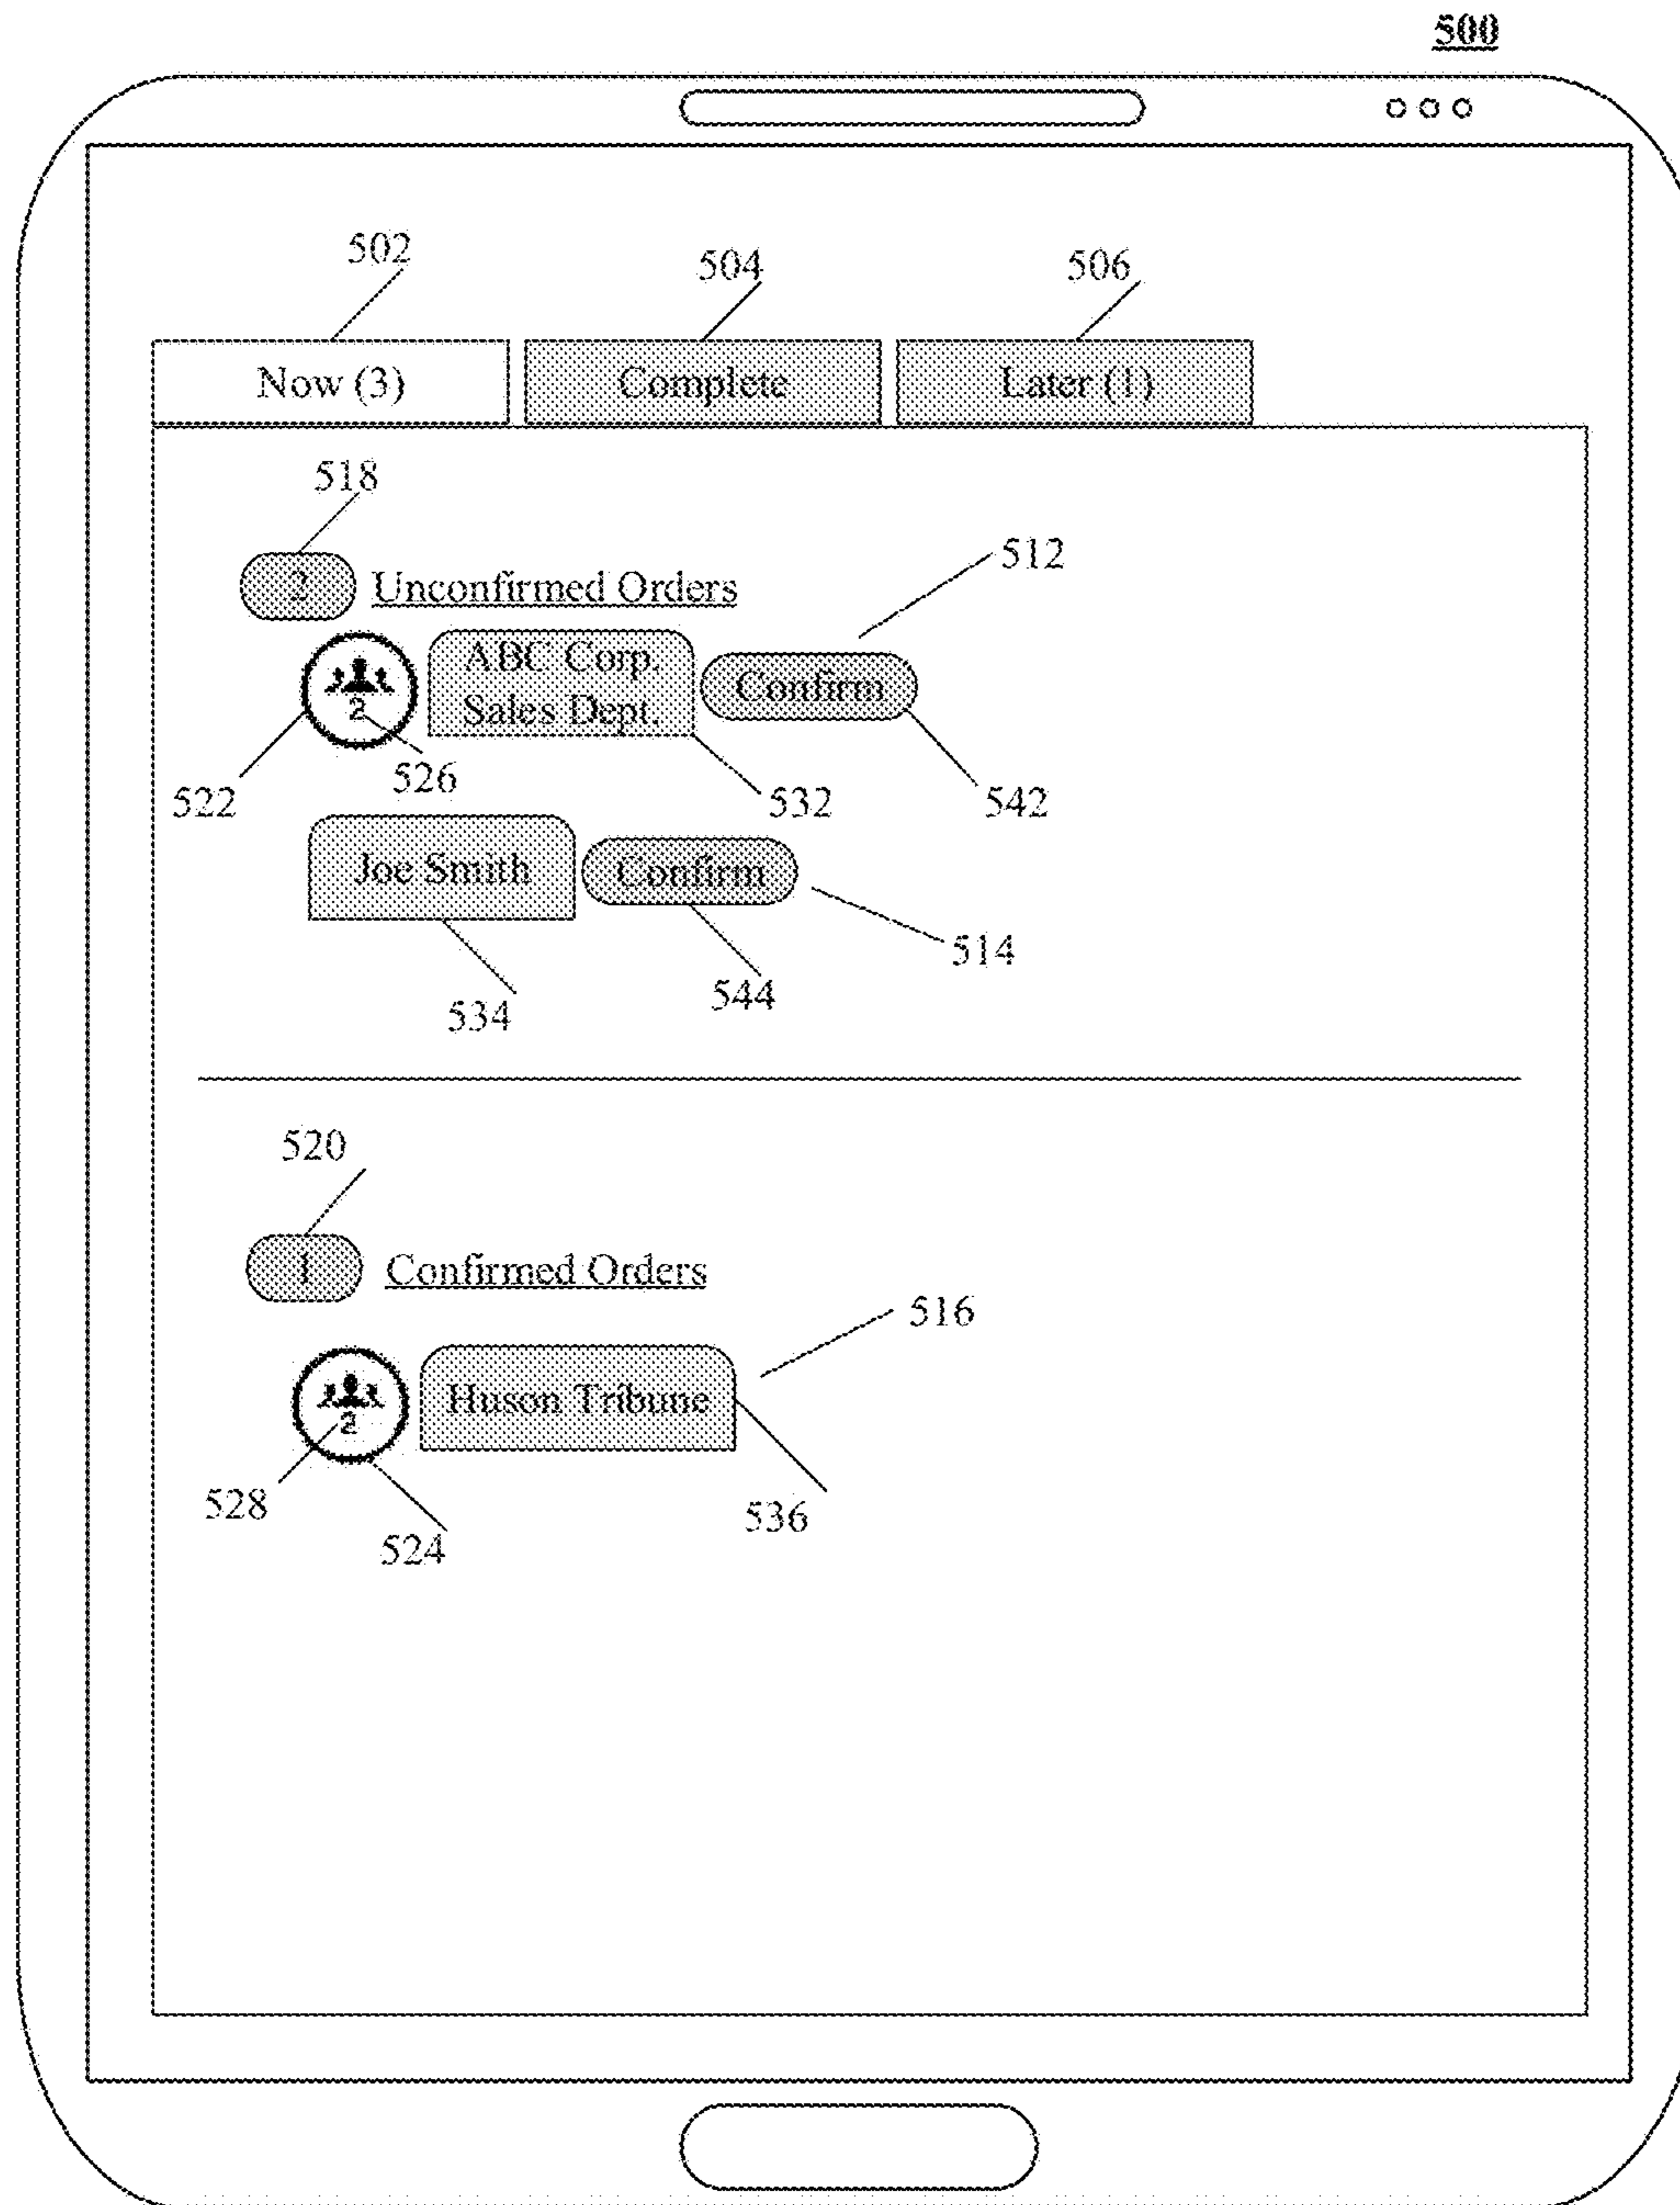 500
502
504
506
Now (3)
Complete
Later (1)
518
512
2
Unconfirmed Orders
ABC Corp.
Sales Dept.
Confirm
2
522
526
532
542
Joe Smith
Confirm
514
534
544
520
1
Confirmed Orders
516
Huson Tribune
2
528
524
536